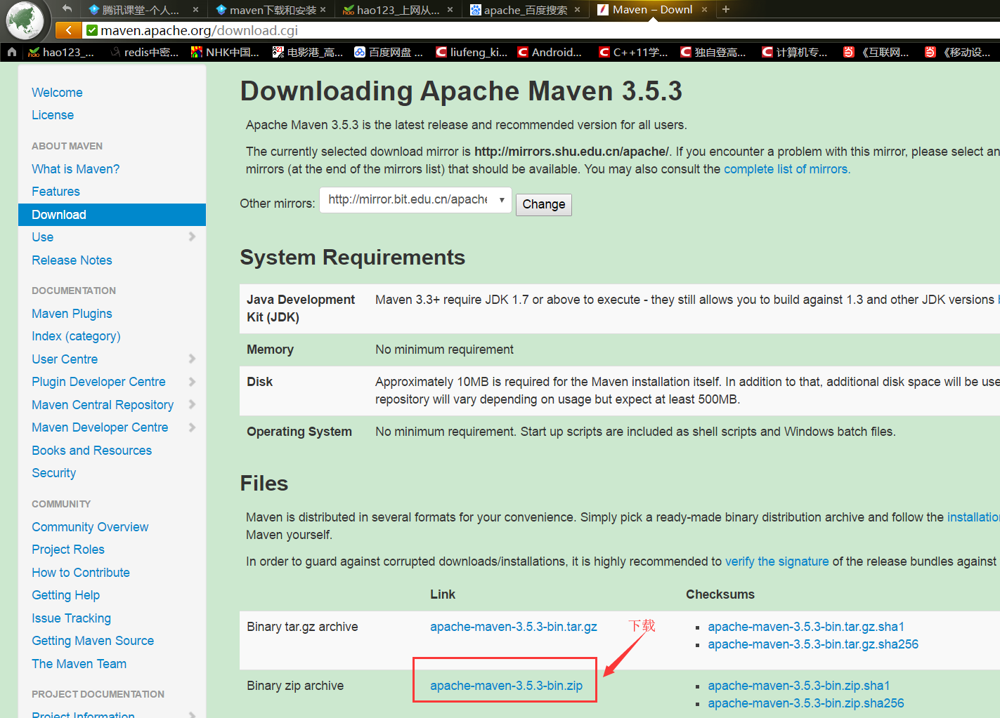 腾讯课堂-个人...
maven下载和安装
hao123_上网从...
apache_百度搜索
Maven – Downl
maven.apache.org/download.cgi
hao123_...
redis中密...
NHK中国...
电影港_高...
百度网盘 ...
liufeng_ki...
Android...
C++11学...
独自登高...
计算机专...
《互联网...
《移动设...
Welcome
License
ABOUT MAVEN
What is Maven?
Features
Download
Use
Release Notes
DOCUMENTATION
Maven Plugins
Index (category)
User Centre
Plugin Developer Centre
Maven Central Repository
Maven Developer Centre
Books and Resources
Security
COMMUNITY
Community Overview
Project Roles
How to Contribute
Getting Help
Issue Tracking
Getting Maven Source
The Maven Team
PROJECT DOCUMENTATION
Project Information
Downloading Apache Maven 3.5.3
Apache Maven 3.5.3 is the latest release and recommended version for all users.
The currently selected download mirror is http://mirrors.shu.edu.cn/apache/. If you encounter a problem with this mirror, please select an
mirrors (at the end of the mirrors list) that should be available. You may also consult the complete list of mirrors.
Other mirrors: http://mirror.bit.edu.cn/apache Change
System Requirements
Java Development Kit (JDK) Maven 3.3+ require JDK 1.7 or above to execute - they still allows you to build against 1.3 and other JDK versions
Memory No minimum requirement
Disk Approximately 10MB is required for the Maven installation itself. In addition to that, additional disk space will be use
repository will vary depending on usage but expect at least 500MB.
Operating System No minimum requirement. Start up scripts are included as shell scripts and Windows batch files.
Files
Maven is distributed in several formats for your convenience. Simply pick a ready-made binary distribution archive and follow the installation
Maven yourself.
In order to guard against corrupted downloads/installations, it is highly recommended to verify the signature of the release bundles against
Link Checksums
Binary tar.gz archive apache-maven-3.5.3-bin.tar.gz 下载 apache-maven-3.5.3-bin.tar.gz.sha1
apache-maven-3.5.3-bin.tar.gz.sha256
Binary zip archive apache-maven-3.5.3-bin.zip apache-maven-3.5.3-bin.zip.sha1
apache-maven-3.5.3-bin.zip.sha256